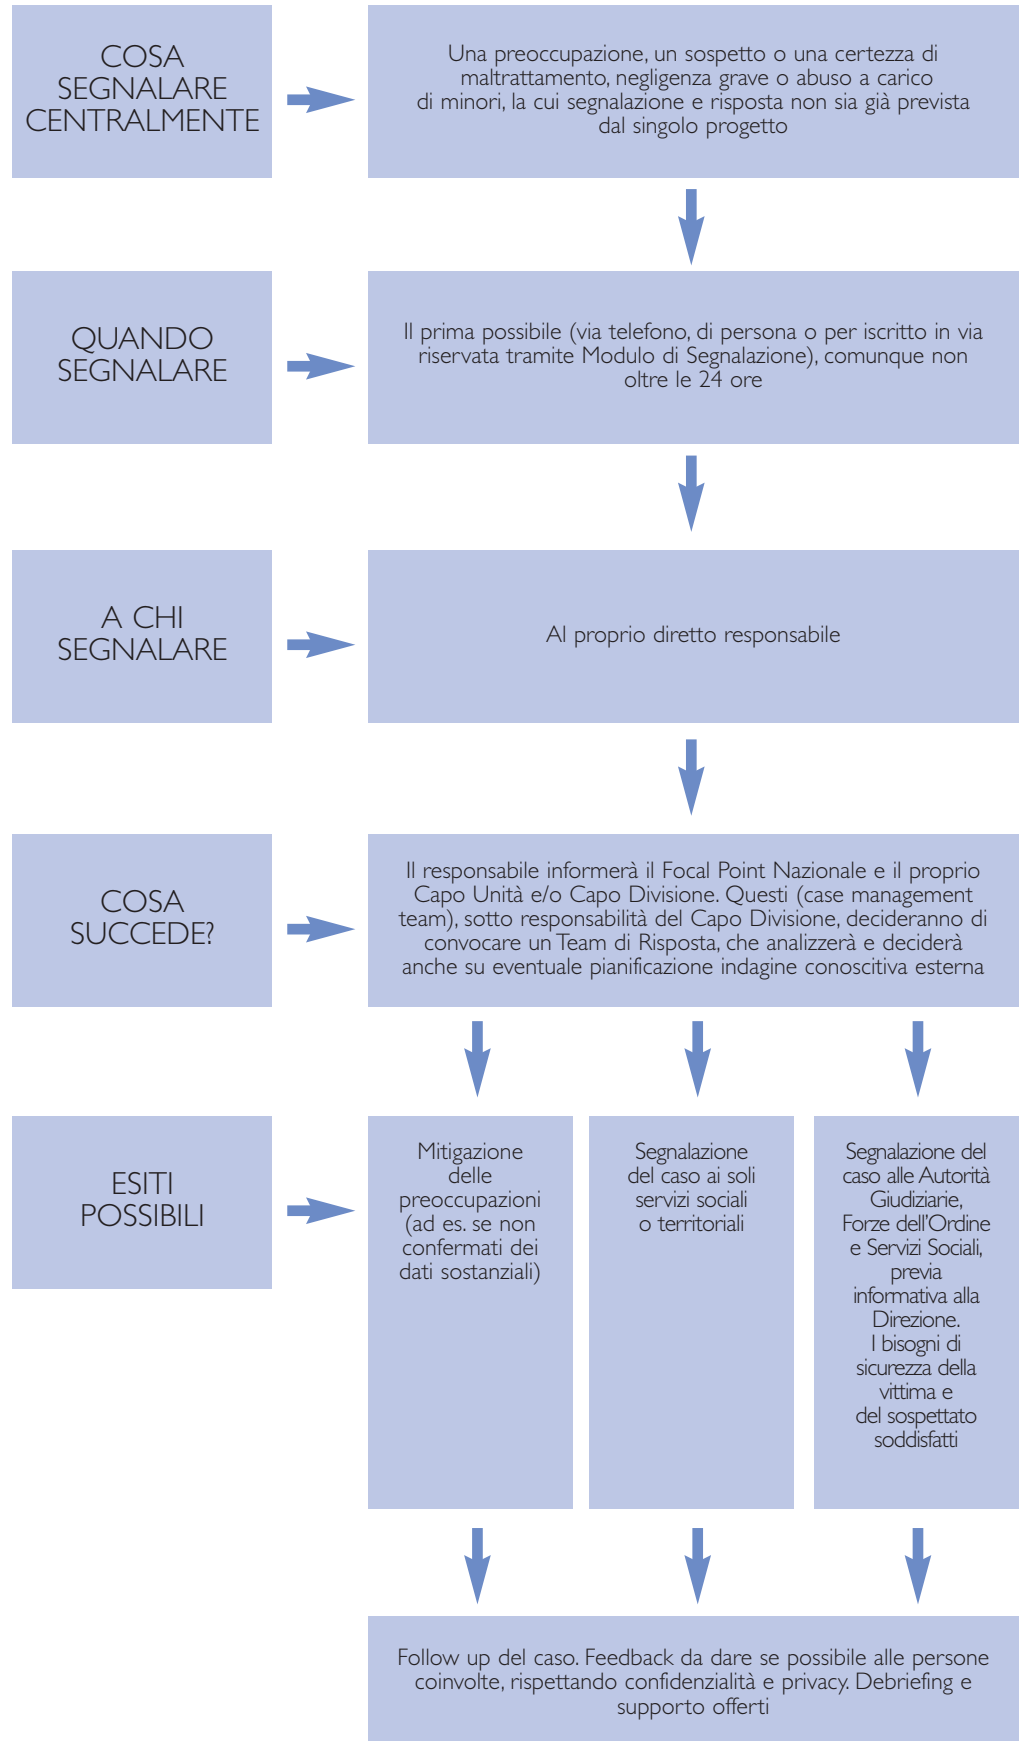 COSA
SEGNALARE
CENTRALMENTE
Una preoccupazione, un sospetto o una certezza di
maltrattamento, negligenza grave o abuso a carico
di minori, la cui segnalazione e risposta non sia già prevista
dal singolo progetto
QUANDO
SEGNALARE
Il prima possibile (via telefono, di persona o per iscritto in via
riservata tramite Modulo di Segnalazione), comunque non
oltre le 24 ore
A CHI
SEGNALARE
Al proprio diretto responsabile
COSA
SUCCEDE?
Il responsabile informerà il Focal Point Nazionale e il proprio
Capo Unità e/o Capo Divisione. Questi (case management
team), sotto responsabilità del Capo Divisione, decideranno di
convocare un Team di Risposta, che analizzerà e deciderà
anche su eventuale pianificazione indagine conoscitiva esterna
ESITI
POSSIBILI
Mitigazione
delle
preoccupazioni
(ad es. se non
confermati dei
dati sostanziali)
Segnalazione
del caso ai soli
servizi sociali
o territoriali
Segnalazione del
caso alle Autorità
Giudiziarie,
Forze dell'Ordine
e Servizi Sociali,
previa
informativa alla
Direzione.
I bisogni di
sicurezza della
vittima e
del sospettato
soddisfatti
Follow up del caso. Feedback da dare se possibile alle persone
coinvolte, rispettando confidenzialità e privacy. Debriefing e
supporto offerti